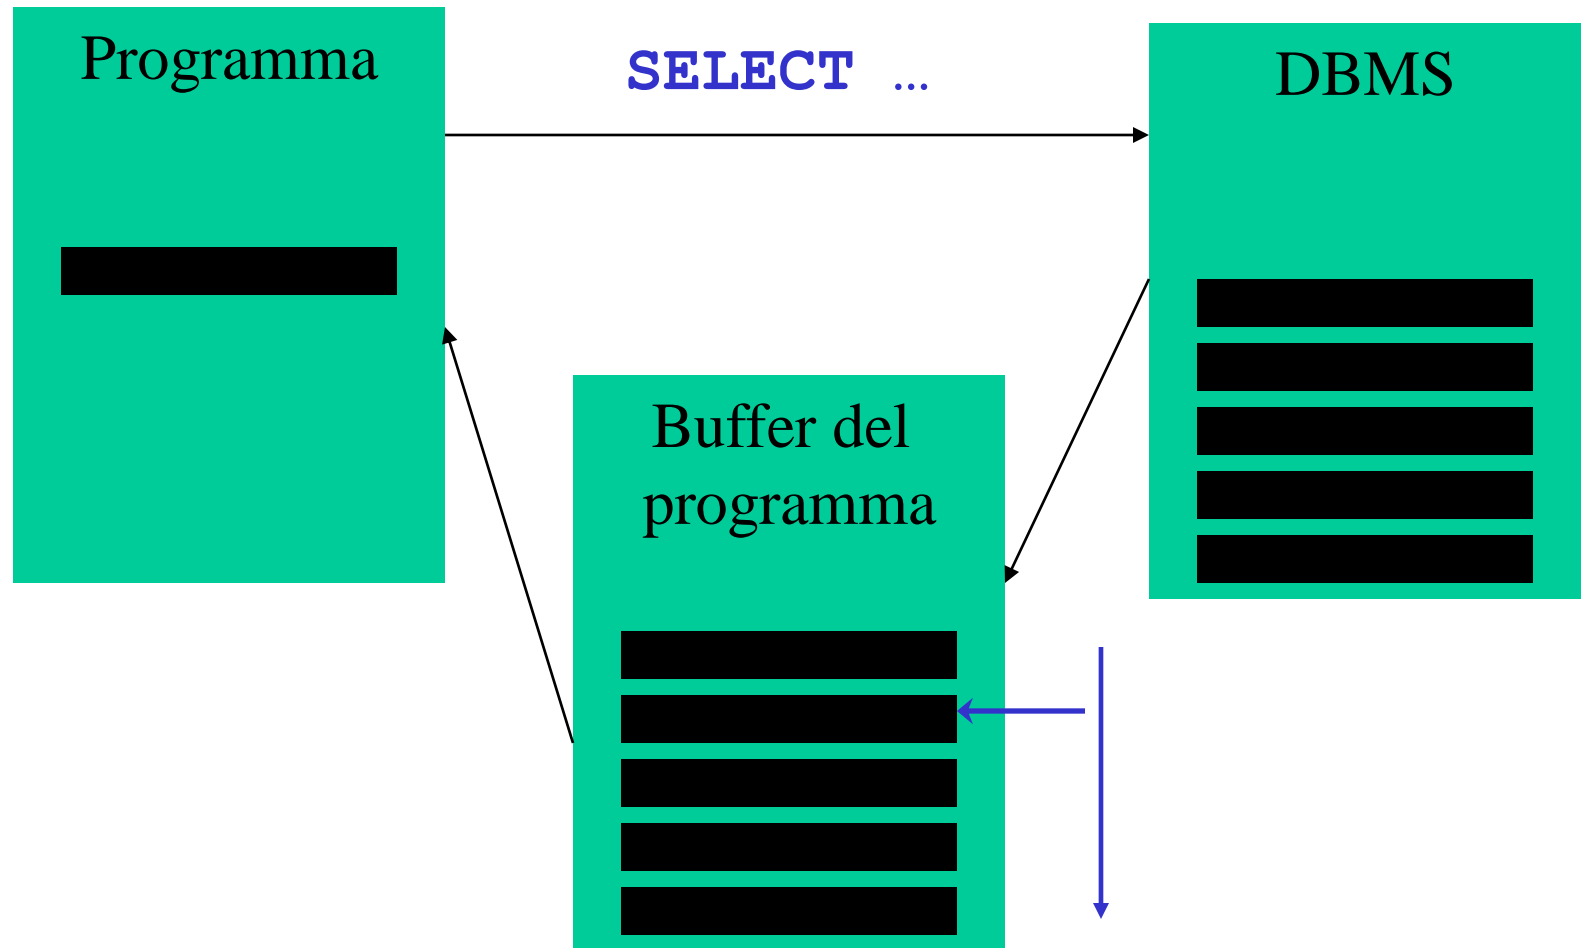 Programma
SELECT ...
DBMS
Buffer del
programma